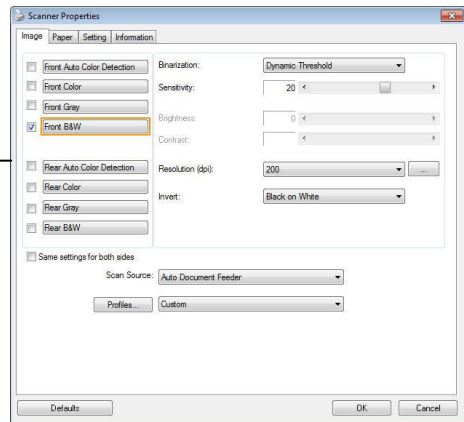 Scanner Properties
Image Paper Setting Information
Front Auto Color Detection
Front Color
Front Gray
Front B&W
Rear Auto Color Detection
Rear Color
Rear Gray
Rear B&W
Binarization: Dynamic Threshold
Sensitivity: 20
Brightness: 0
Contrast:
Resolution (dpi): 200 ...
Invert: Black on White
Same settings for both sides
Scan Source: Auto Document Feeder
Profiles... Custom
Defaults OK Cancel